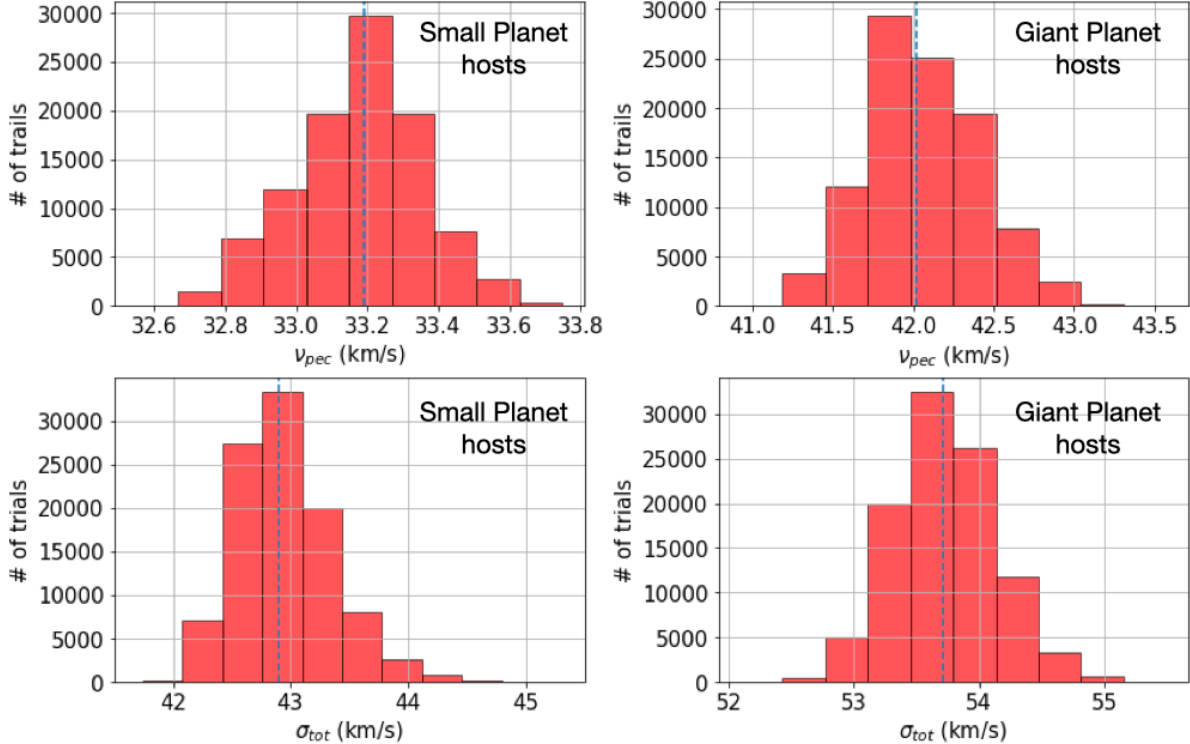 30000
25000
20000
15000
10000
5000
0
# of trails
Small Planet
hosts
32.6 32.8 33.0 33.2 33.4 33.6 33.8
ν_pec (km/s)
30000
25000
20000
15000
10000
5000
0
# of trails
Giant Planet
hosts
41.0 41.5 42.0 42.5 43.0 43.5
ν_pec (km/s)
30000
25000
20000
15000
10000
5000
0
# of trials
Small Planet
hosts
42 43 44 45
σ_tot (km/s)
30000
25000
20000
15000
10000
5000
0
# of trials
Giant Planet
hosts
52 53 54 55
σ_tot (km/s)